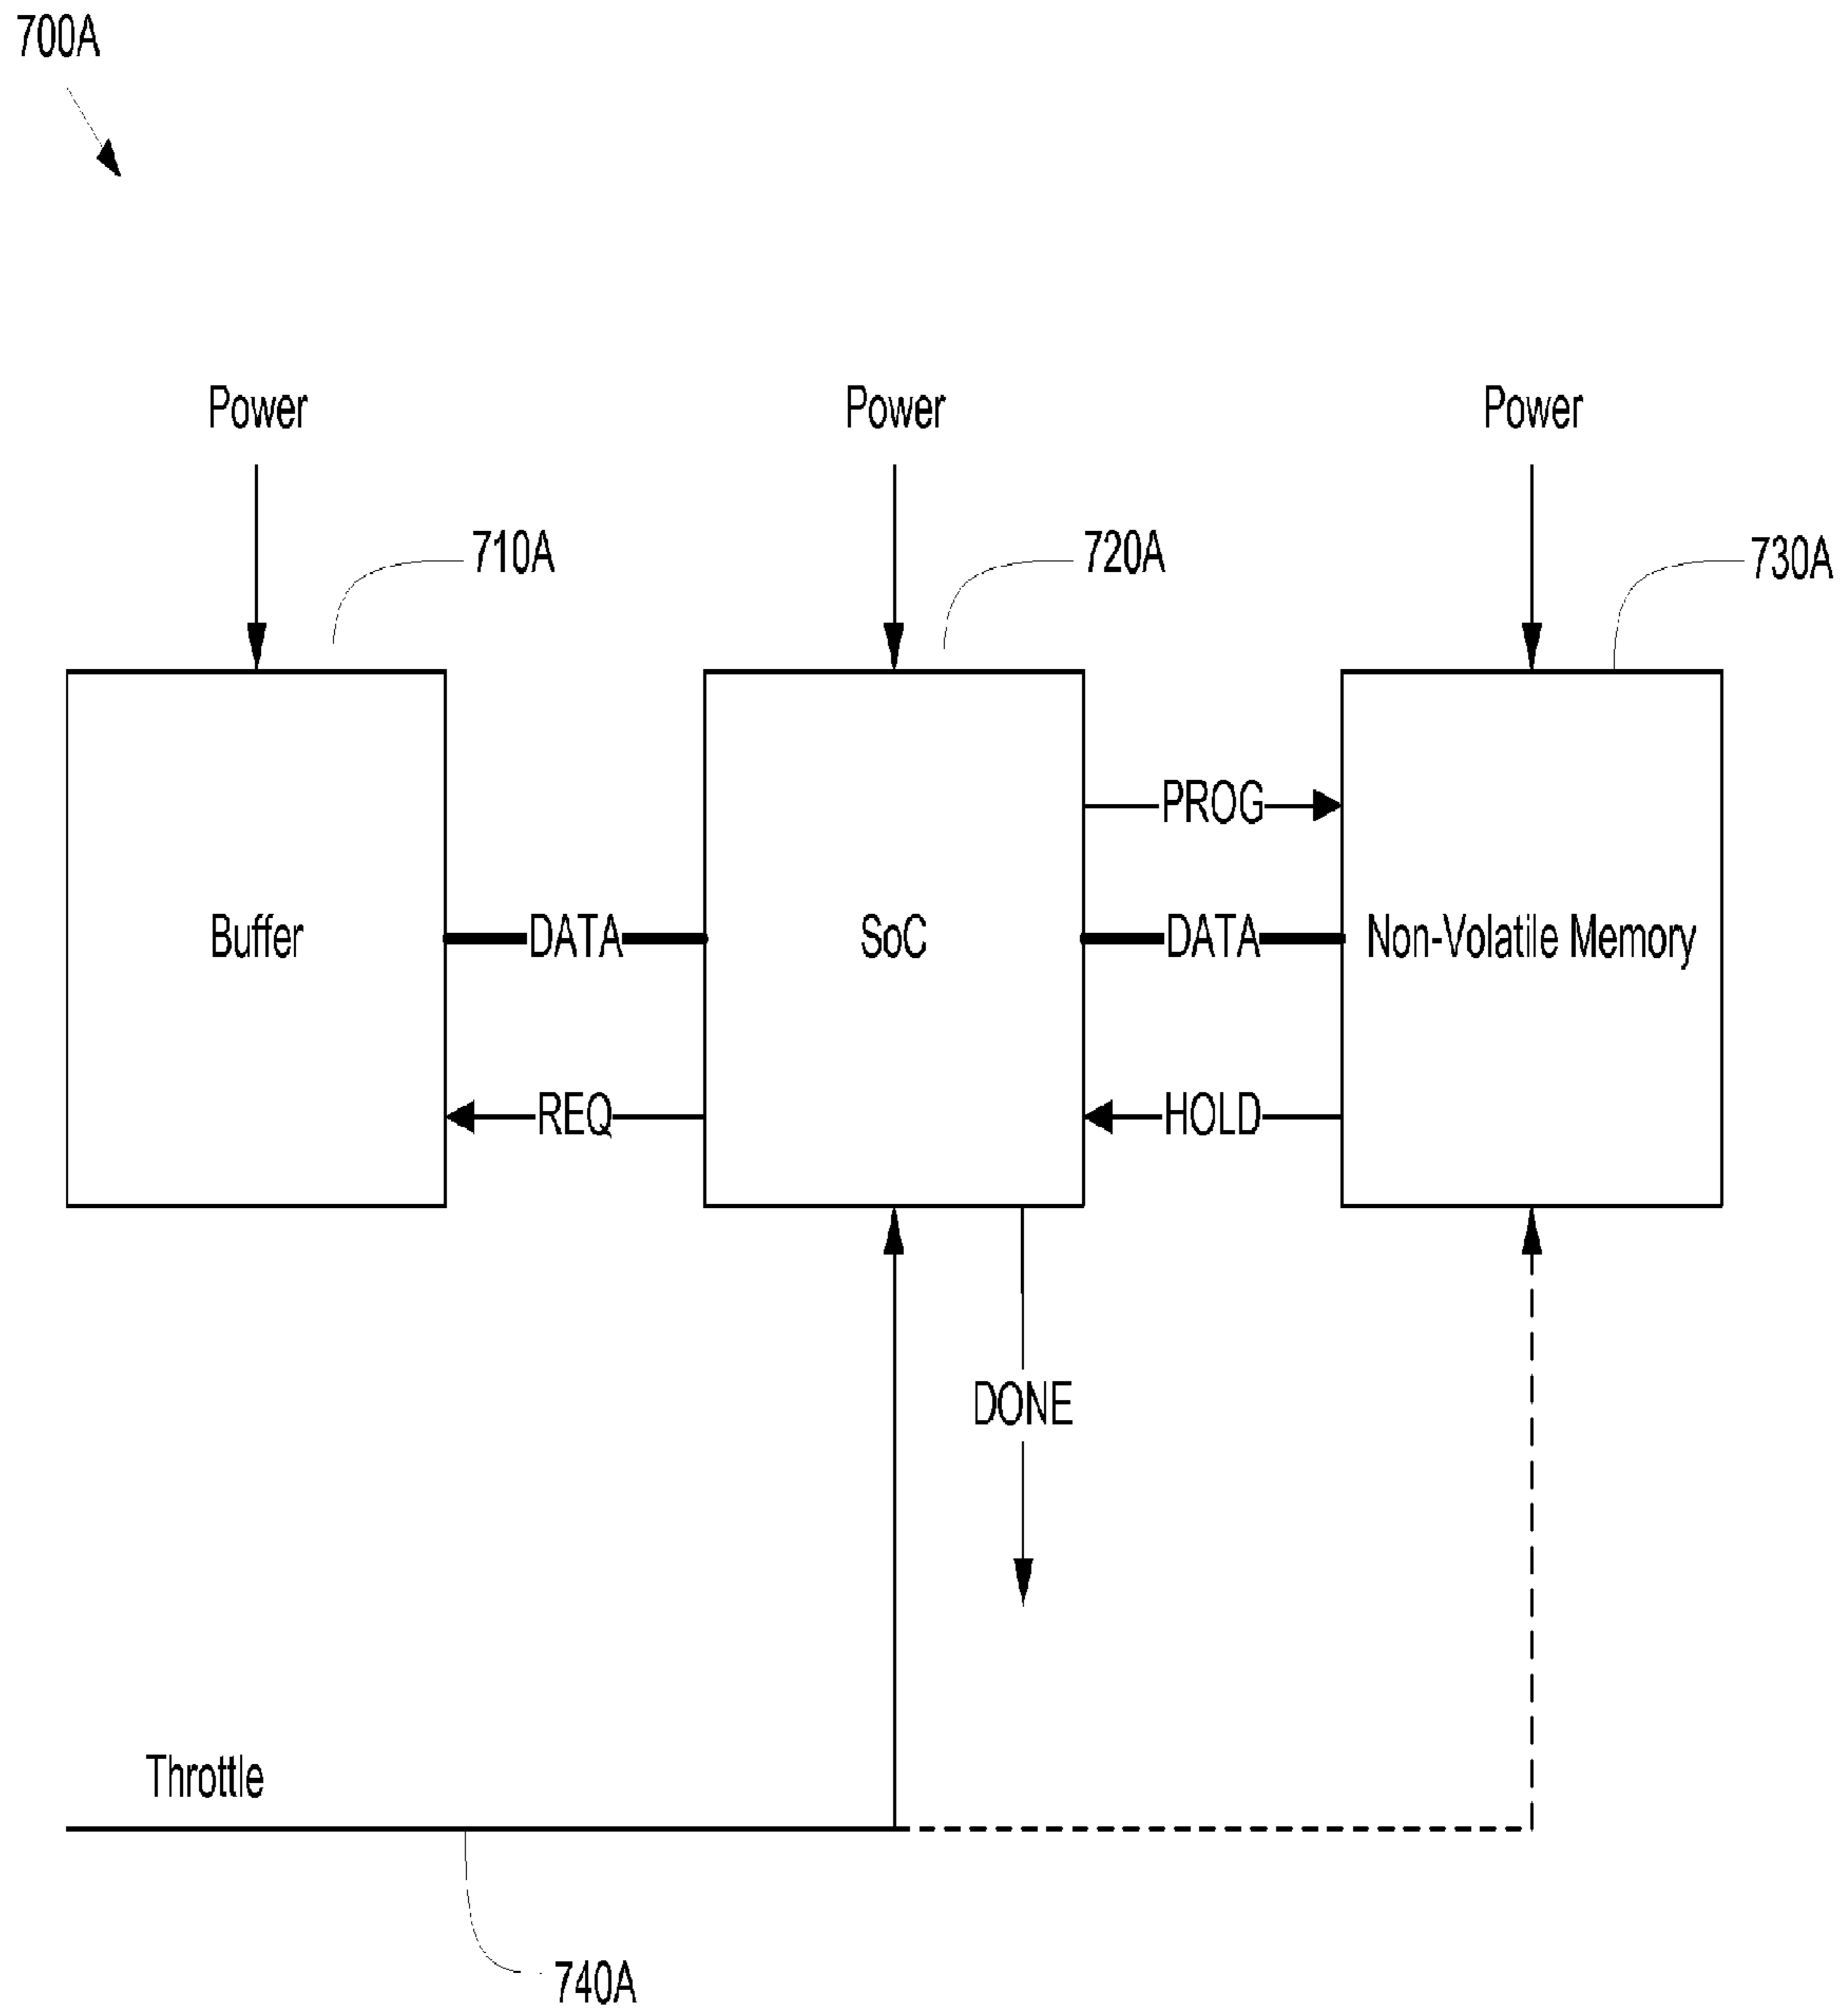 700A
Power
Power
Power
710A
720A
730A
PROG
Buffer
DATA
SoC
DATA
Non-Volatile Memory
REQ
HOLD
DONE
Throttle
740A